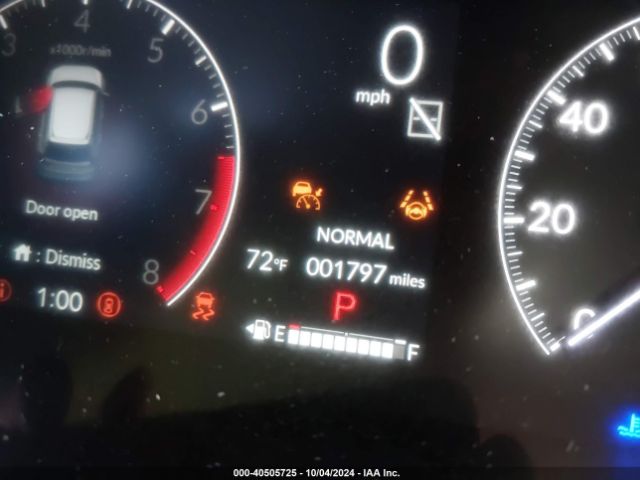 0
mph
3 4 5 6 7 8
x1000r/min
40
20
0
Door open
: Dismiss
1:00
NORMAL
72°F 001797 miles
P
E F
000-40505725 - 10/04/2024 - IAA Inc.